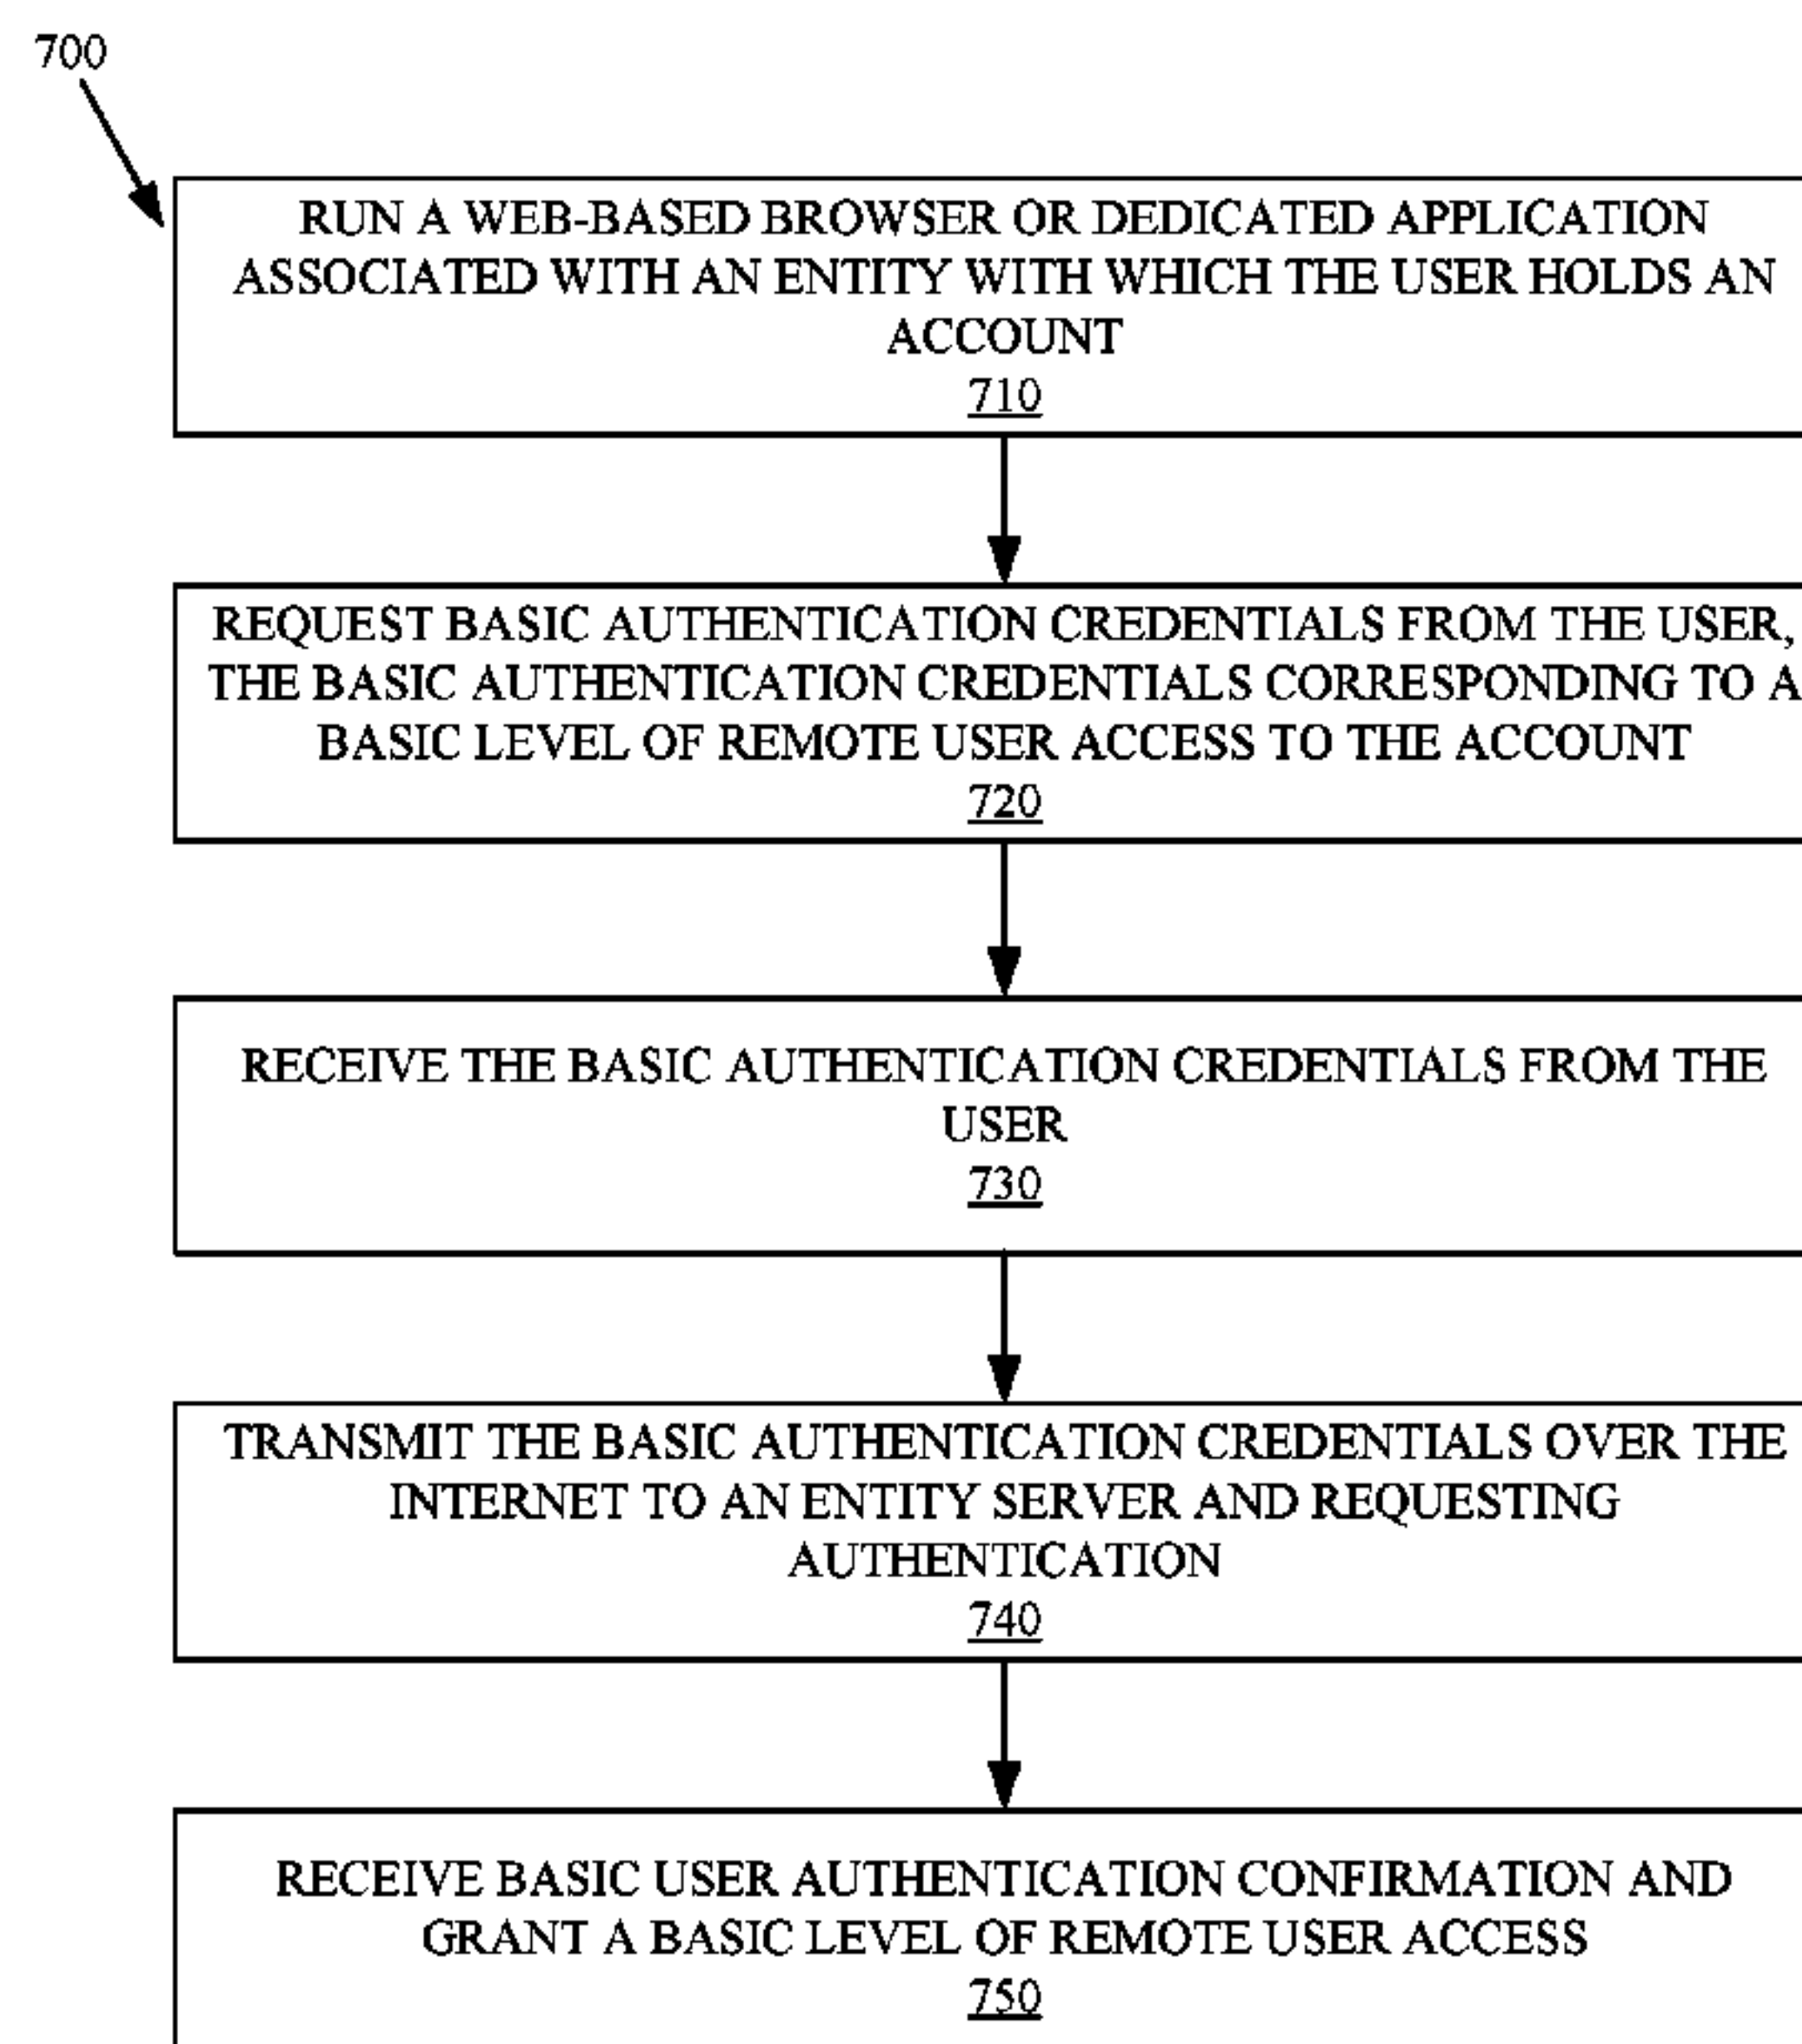 700
RUN A WEB-BASED BROWSER OR DEDICATED APPLICATION
ASSOCIATED WITH AN ENTITY WITH WHICH THE USER HOLDS AN
ACCOUNT
710
REQUEST BASIC AUTHENTICATION CREDENTIALS FROM THE USER,
THE BASIC AUTHENTICATION CREDENTIALS CORRESPONDING TO A
BASIC LEVEL OF REMOTE USER ACCESS TO THE ACCOUNT
720
RECEIVE THE BASIC AUTHENTICATION CREDENTIALS FROM THE
USER
730
TRANSMIT THE BASIC AUTHENTICATION CREDENTIALS OVER THE
INTERNET TO AN ENTITY SERVER AND REQUESTING
AUTHENTICATION
740
RECEIVE BASIC USER AUTHENTICATION CONFIRMATION AND
GRANT A BASIC LEVEL OF REMOTE USER ACCESS
750